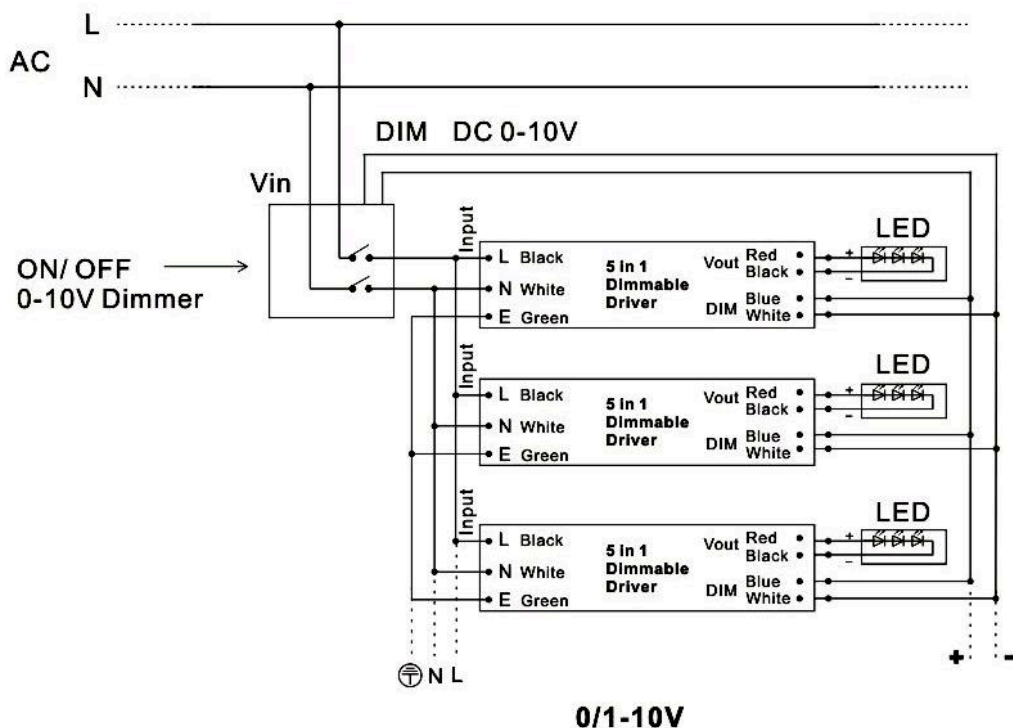 L
AC
N
DIM DC 0-10V
Vin
ON/ OFF
0-10V Dimmer
Input
L Black
N White
E Green
5 in 1
Dimmable
Driver
Vout Red
Black
DIM Blue
White
LED
+
−
Input
L Black
N White
E Green
5 in 1
Dimmable
Driver
Vout Red
Black
DIM Blue
White
LED
+
−
Input
L Black
N White
E Green
5 in 1
Dimmable
Driver
Vout Red
Black
DIM Blue
White
LED
+
−
N L
+ -
0/1-10V